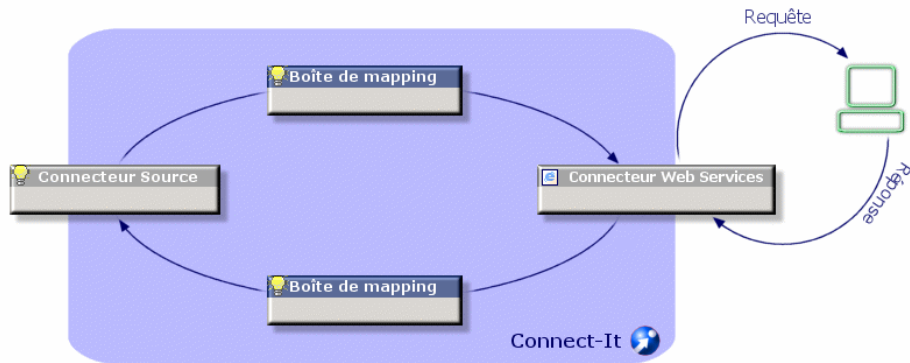 Requête
Boîte de mapping
Connecteur Source
Connecteur Web Services
Réponse
Boîte de mapping
Connect-It